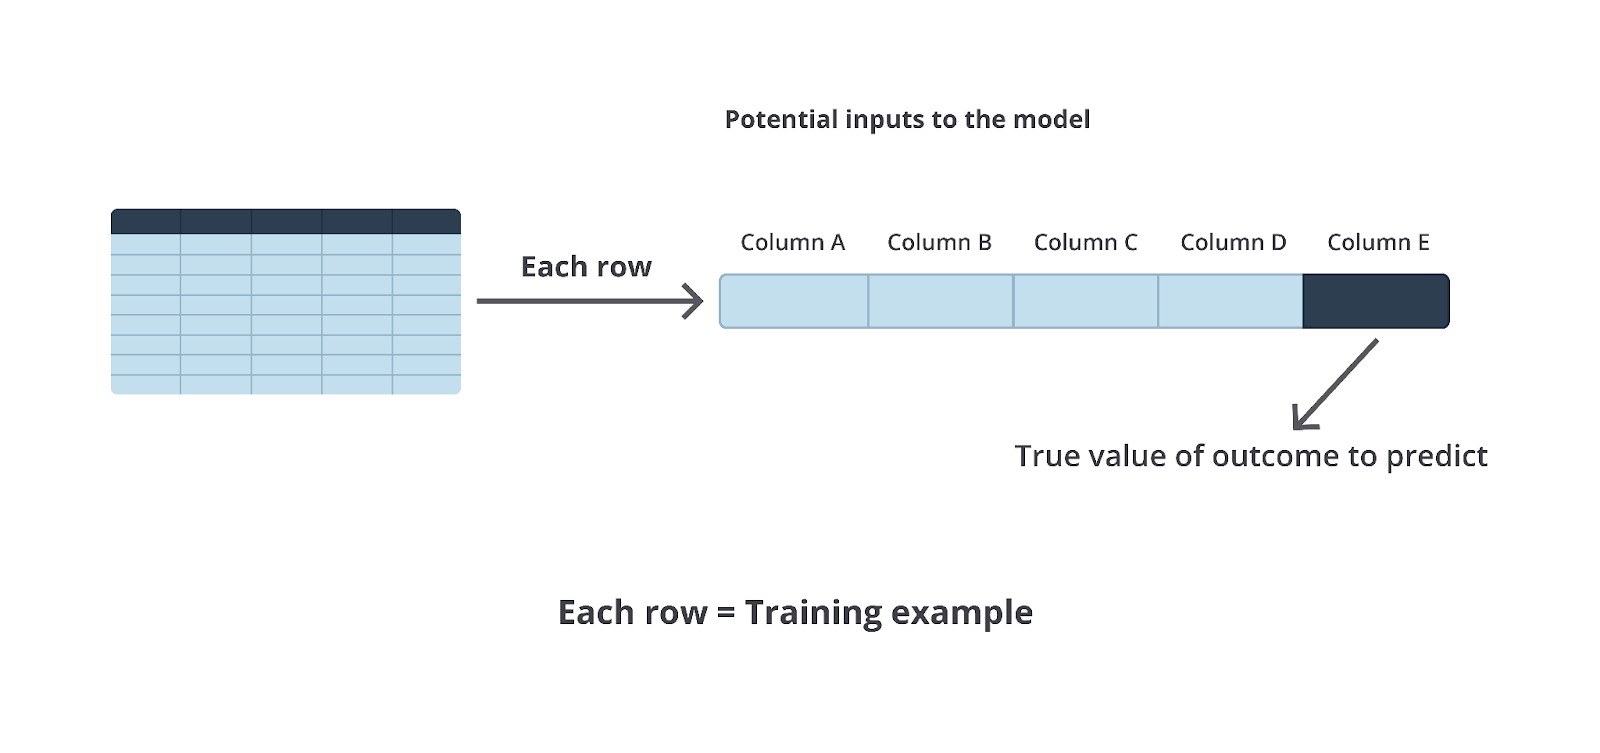 Potential inputs to the model
Each row
Column A Column B Column C Column D Column E
True value of outcome to predict
Each row = Training example